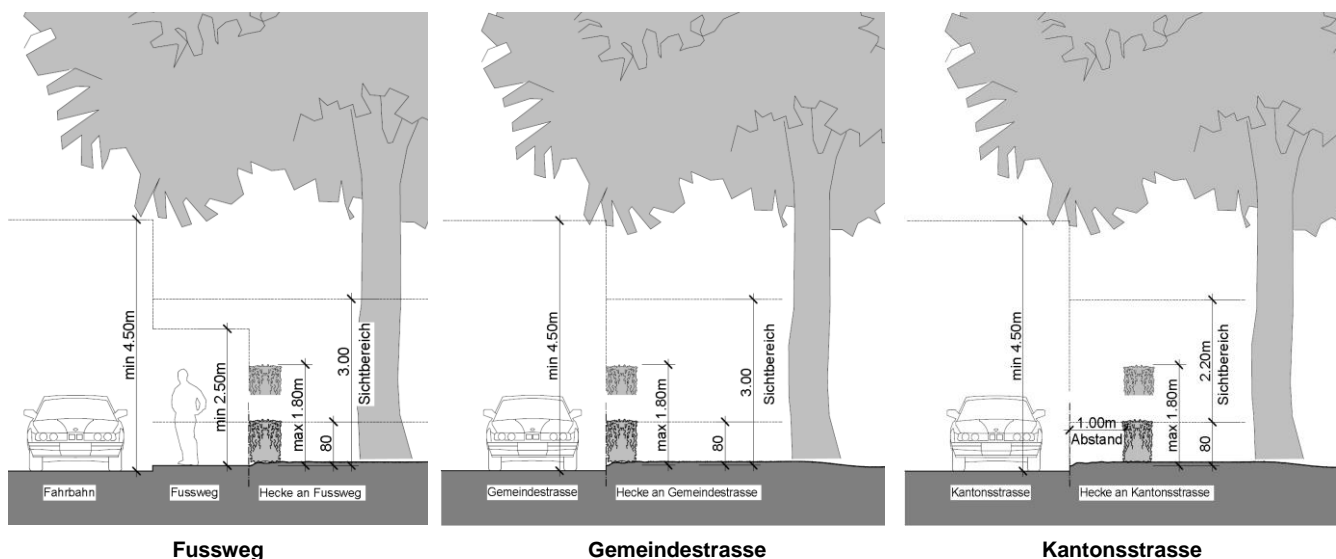 min 4.50m
min 2.50m
max 1.80m
80
3.00
Sichtbereich
Fahrbahn
Fussweg
Hecke an Fussweg
Fussweg
min 4.50m
max 1.80m
80
3.00
Sichtbereich
Gemeindestrasse
Hecke an Gemeindestrasse
Gemeindestrasse
min 4.50m
1.00m
Abstand
max 1.80m
80
2.20m
Sichtbereich
Kantonsstrasse
Hecke an Kantonsstrasse
Kantonsstrasse